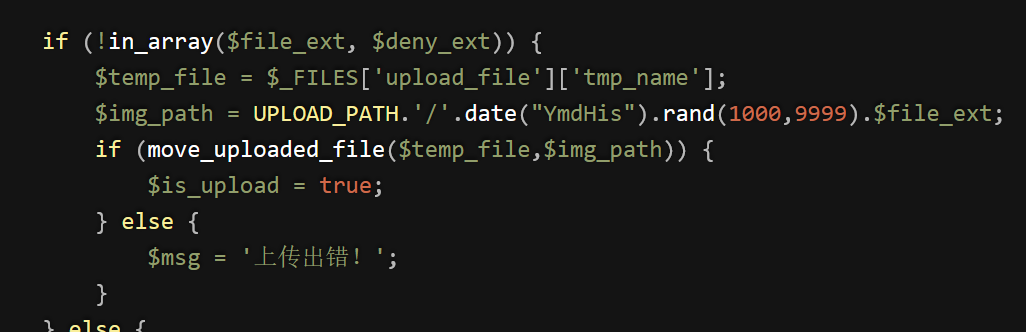 if (!in_array($file_ext, $deny_ext)) {
$temp_file = $_FILES['upload_file']['tmp_name'];
$img_path = UPLOAD_PATH.'/'.date("YmdHis").rand(1000,9999).$file_ext;
if (move_uploaded_file($temp_file,$img_path)) {
$is_upload = true;
} else {
$msg = '上传出错！';
}
} else {